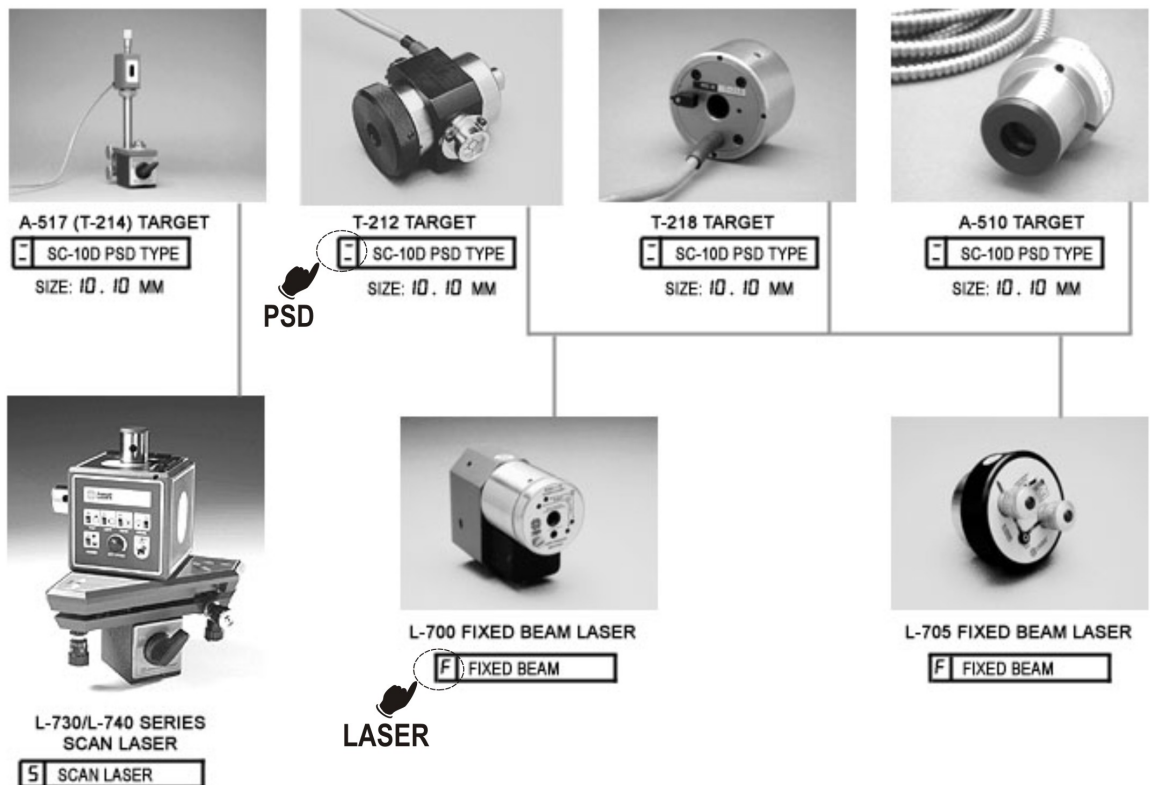 A-517 (T-214) TARGET
SC-10D PSD TYPE
SIZE: 10.10 MM
T-212 TARGET
SC-10D PSD TYPE
SIZE: 10.10 MM
PSD
T-218 TARGET
SC-10D PSD TYPE
SIZE: 10.10 MM
A-510 TARGET
SC-10D PSD TYPE
SIZE: 10.10 MM
L-730/L-740 SERIES
SCAN LASER
S SCAN LASER
L-700 FIXED BEAM LASER
F FIXED BEAM
LASER
L-705 FIXED BEAM LASER
F FIXED BEAM